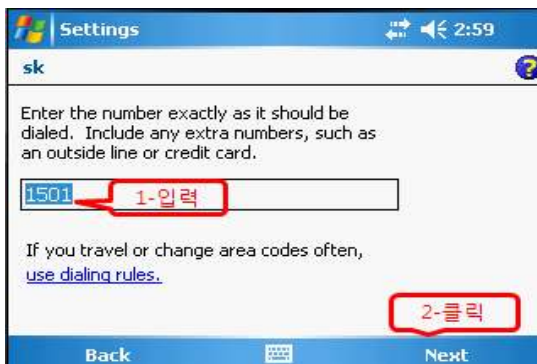 Settings 2:59
sk
Enter the number exactly as it should be
dialed. Include any extra numbers, such as
an outside line or credit card.
1501 1-입력
If you travel or change area codes often,
use dialing rules.
2-클릭
Back Next